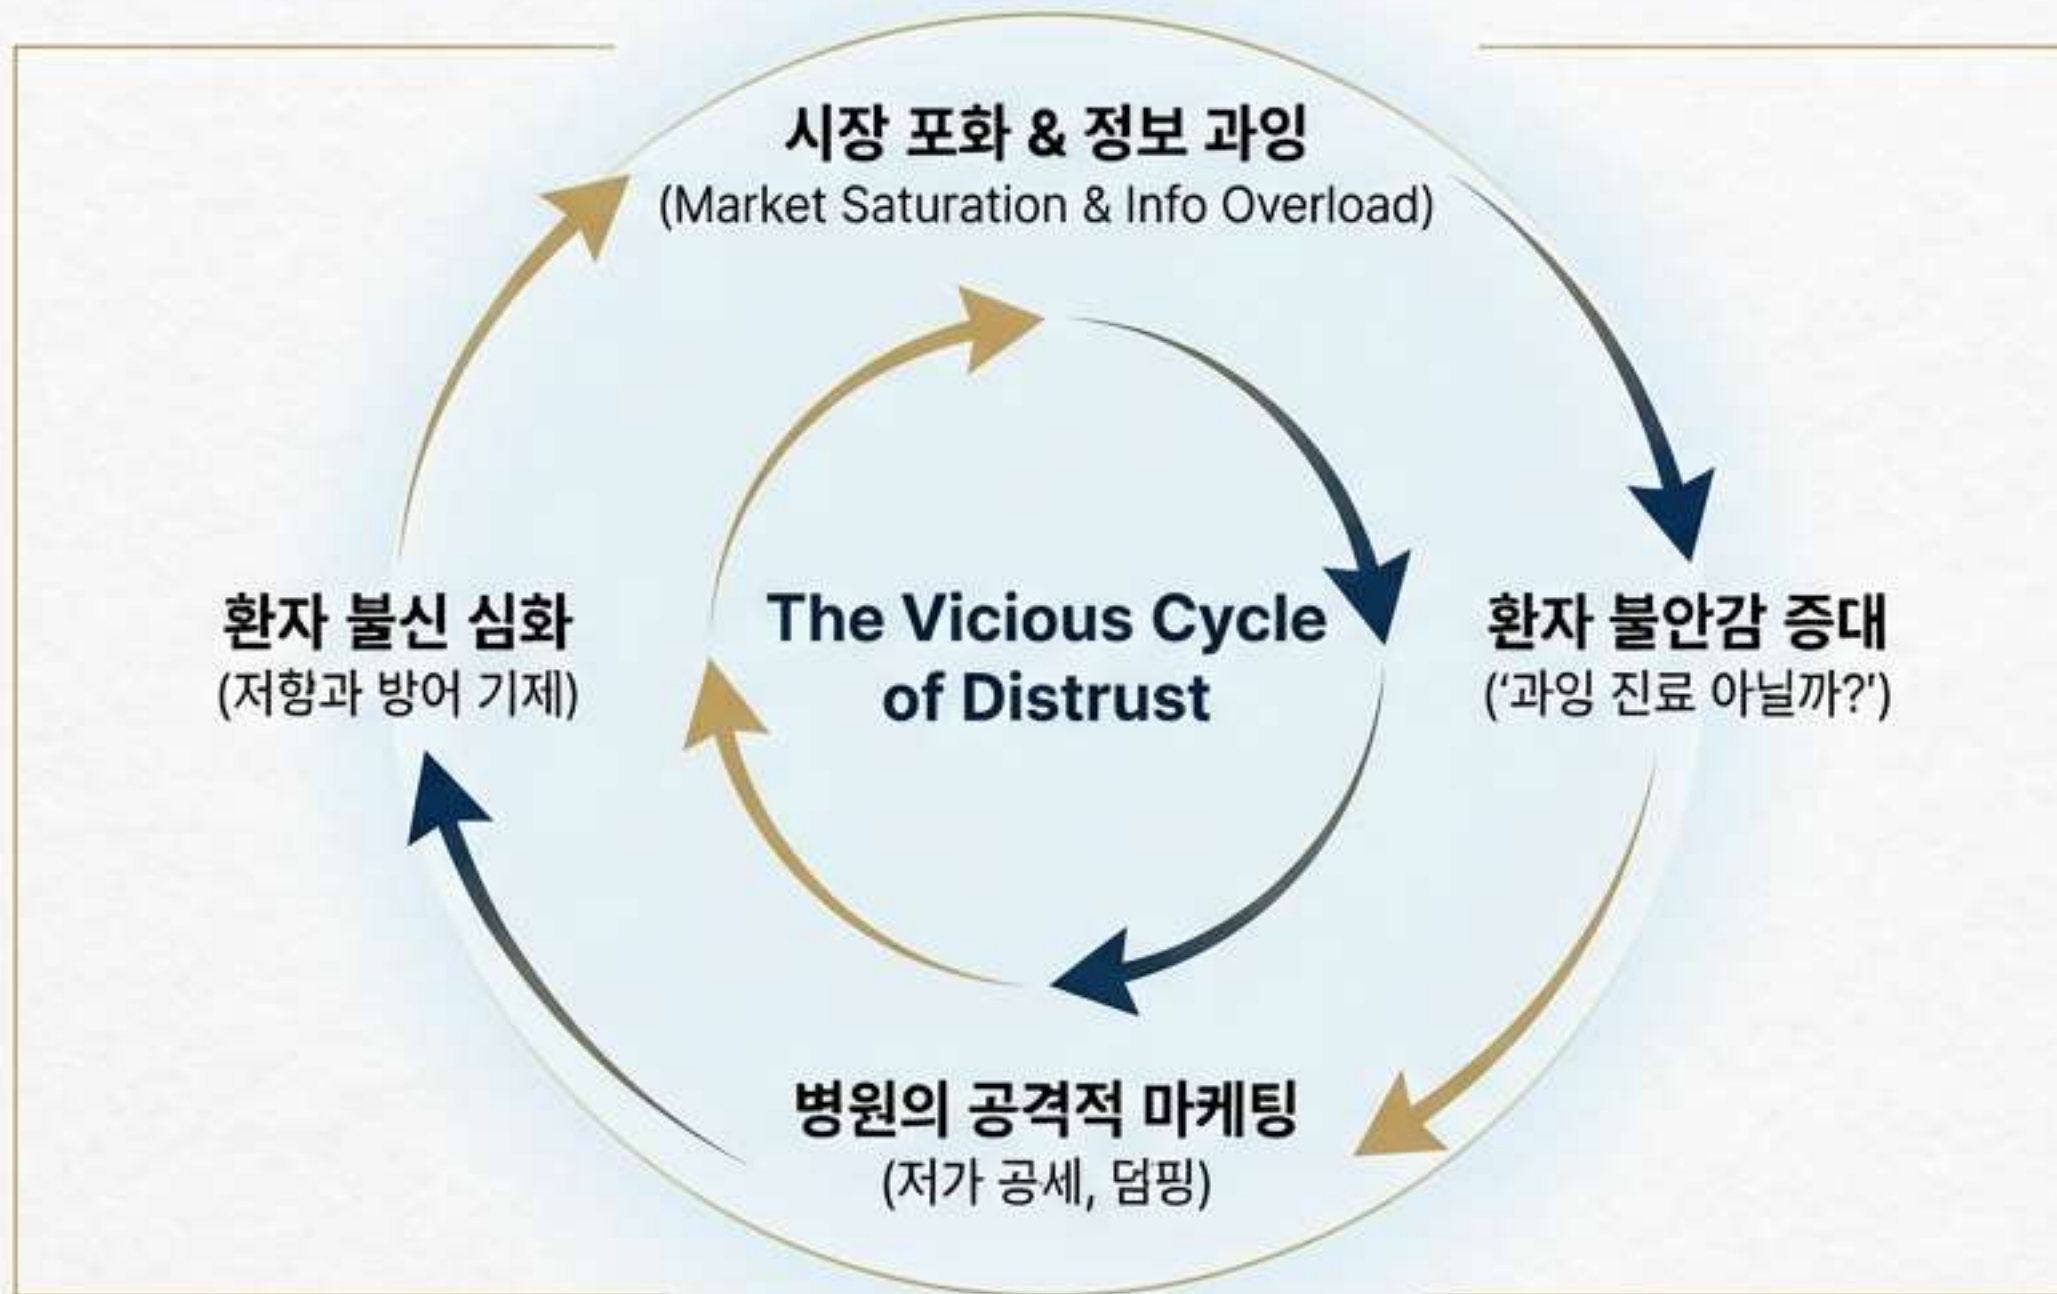 시장 포화 & 정보 과잉
(Market Saturation & Info Overload)
환자 불신 심화
(저항과 방어 기제)
The Vicious Cycle
of Distrust
환자 불안감 증대
(‘과잉 진료 아닐까?’)
병원의 공격적 마케팅
(저가 공세, 덤핑)